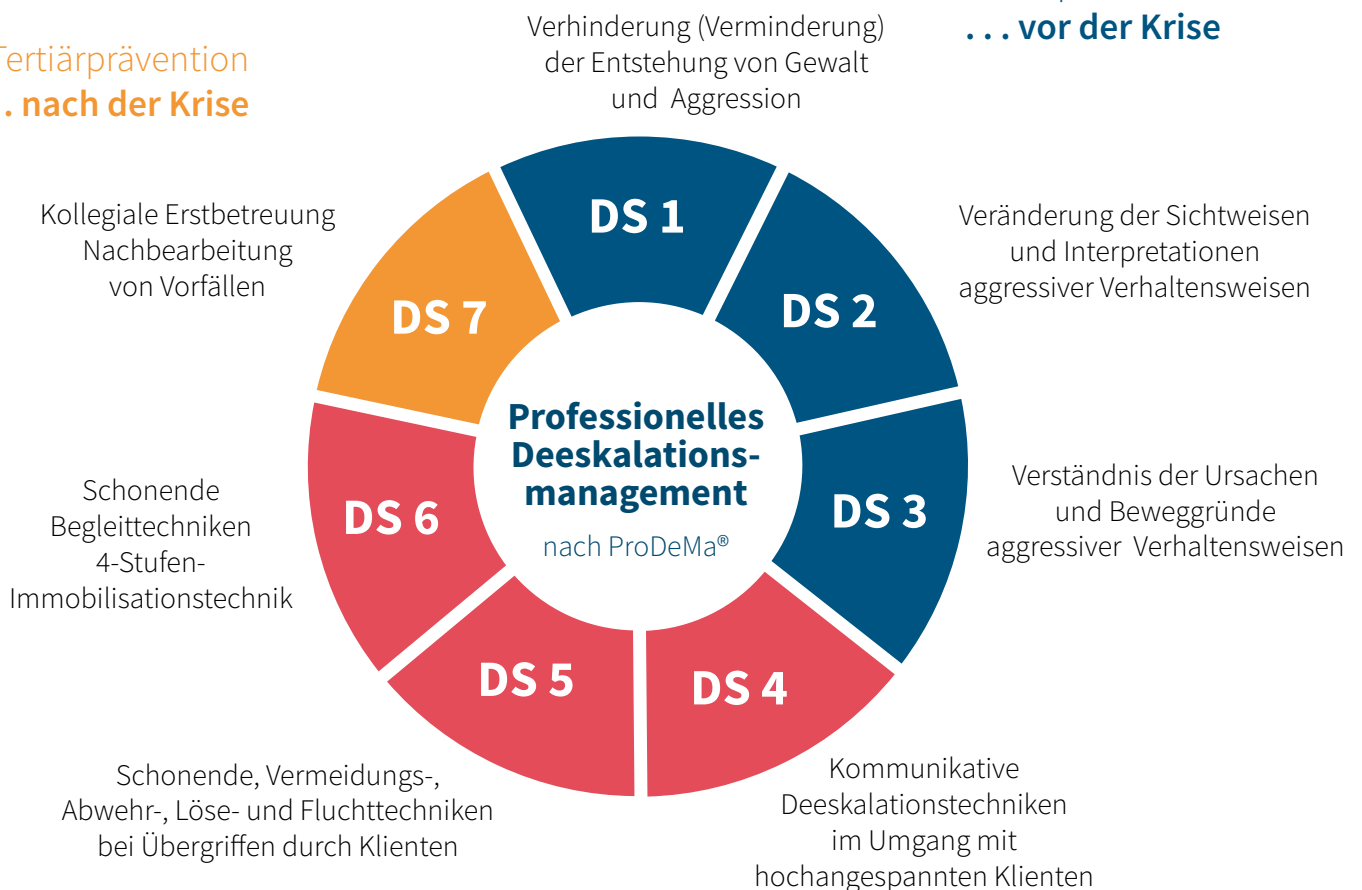 Tertiärprävention
. nach der Krise
. . . vor der Krise
Verhinderung (Verminderung)
der Entstehung von Gewalt
und Aggression
DS 1
Veränderung der Sichtweisen
und Interpretationen
aggressiver Verhaltensweisen
DS 2
Verständnis der Ursachen
und Beweggründe
aggressiver Verhaltensweisen
DS 3
Kommunikative
Deeskalationstechniken
im Umgang mit
hochangespannten Klienten
DS 4
Schonende, Vermeidungs-,
Abwehr-, Löse- und Fluchttechniken
bei Übergriffen durch Klienten
DS 5
Schonende
Begleittechniken
4-Stufen-
Immobilisationstechnik
DS 6
Kollegiale Erstbetreuung
Nachbearbeitung
von Vorfällen
DS 7
Professionelles
Deeskalations-
management
nach ProDeMa®